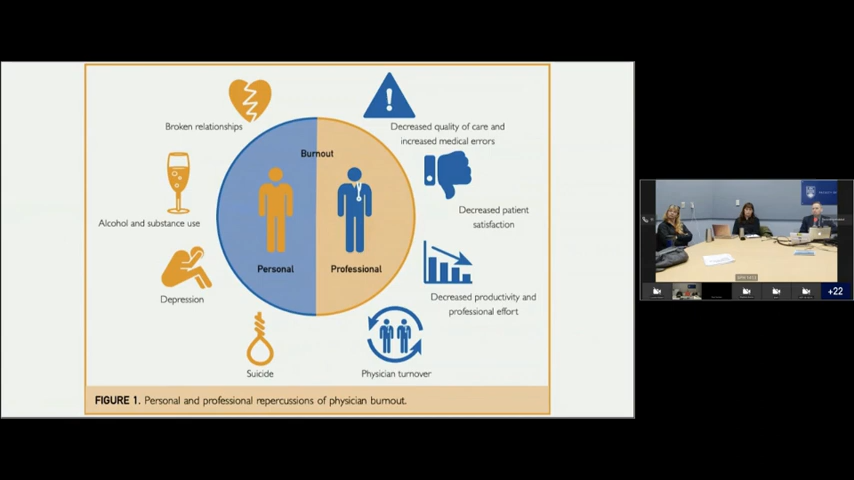 Burnout
Personal
Professional
Broken relationships
Alcohol and substance use
Depression
Suicide
Decreased quality of care and
increased medical errors
Decreased patient
satisfaction
Decreased productivity and
professional effort
Physician turnover
FIGURE 1. Personal and professional repercussions of physician burnout.
UBC
+22